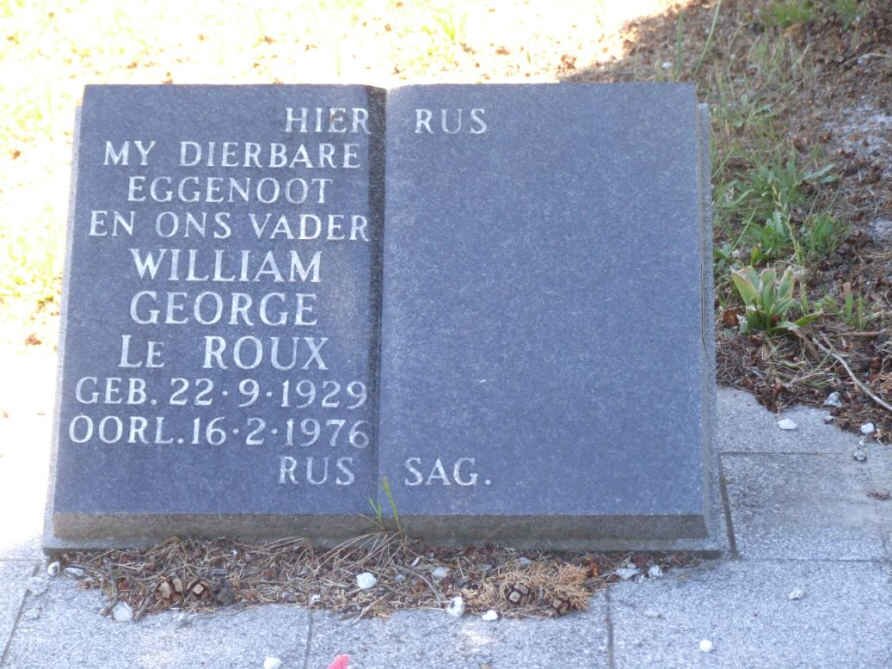 HIER RUS
MY DIERBARE
EGGENOOT
EN ONS VADER
WILLIAM
GEORGE
LE ROUX
GEB. 22·9·1929
OORL. 16·2·1976
RUS SAG.